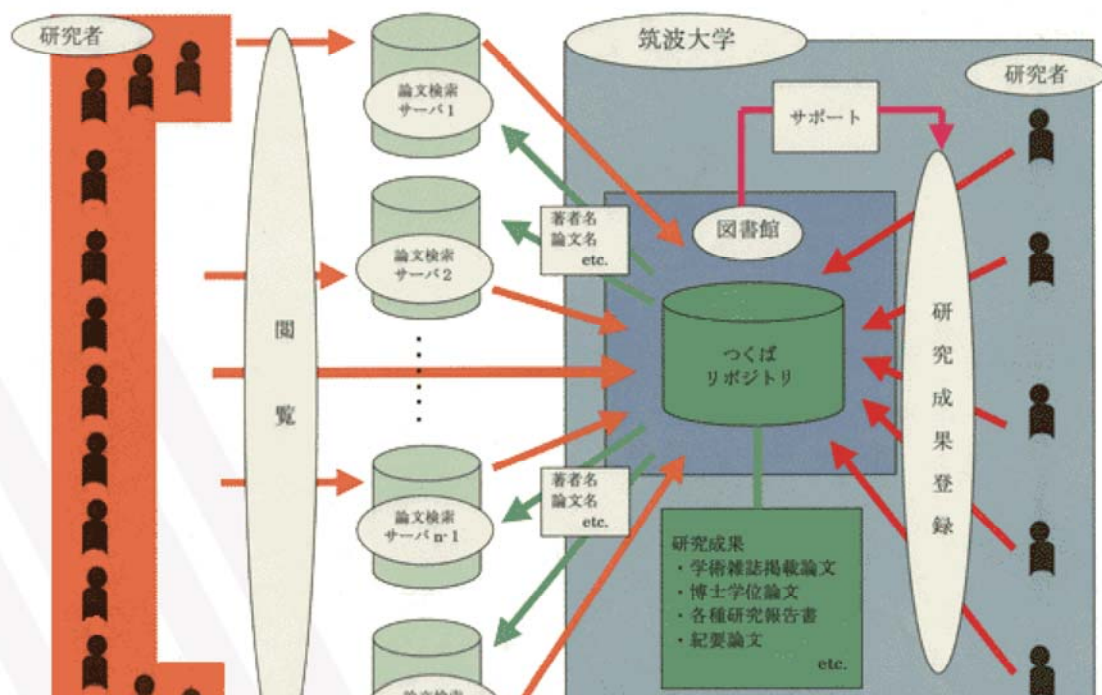 研究者
筑波大学
研究者
論文検索
サーバ1
サポート
図書館
著者名
論文名
etc.
論文検索
サーバ2
閲覧
つくば
リポジトリ
研究成果登録
論文検索
サーバ n-1
著者名
論文名
etc.
研究成果
・学術雑誌掲載論文
・博士学位論文
・各種研究報告書
・紀要論文
etc.
論文検索